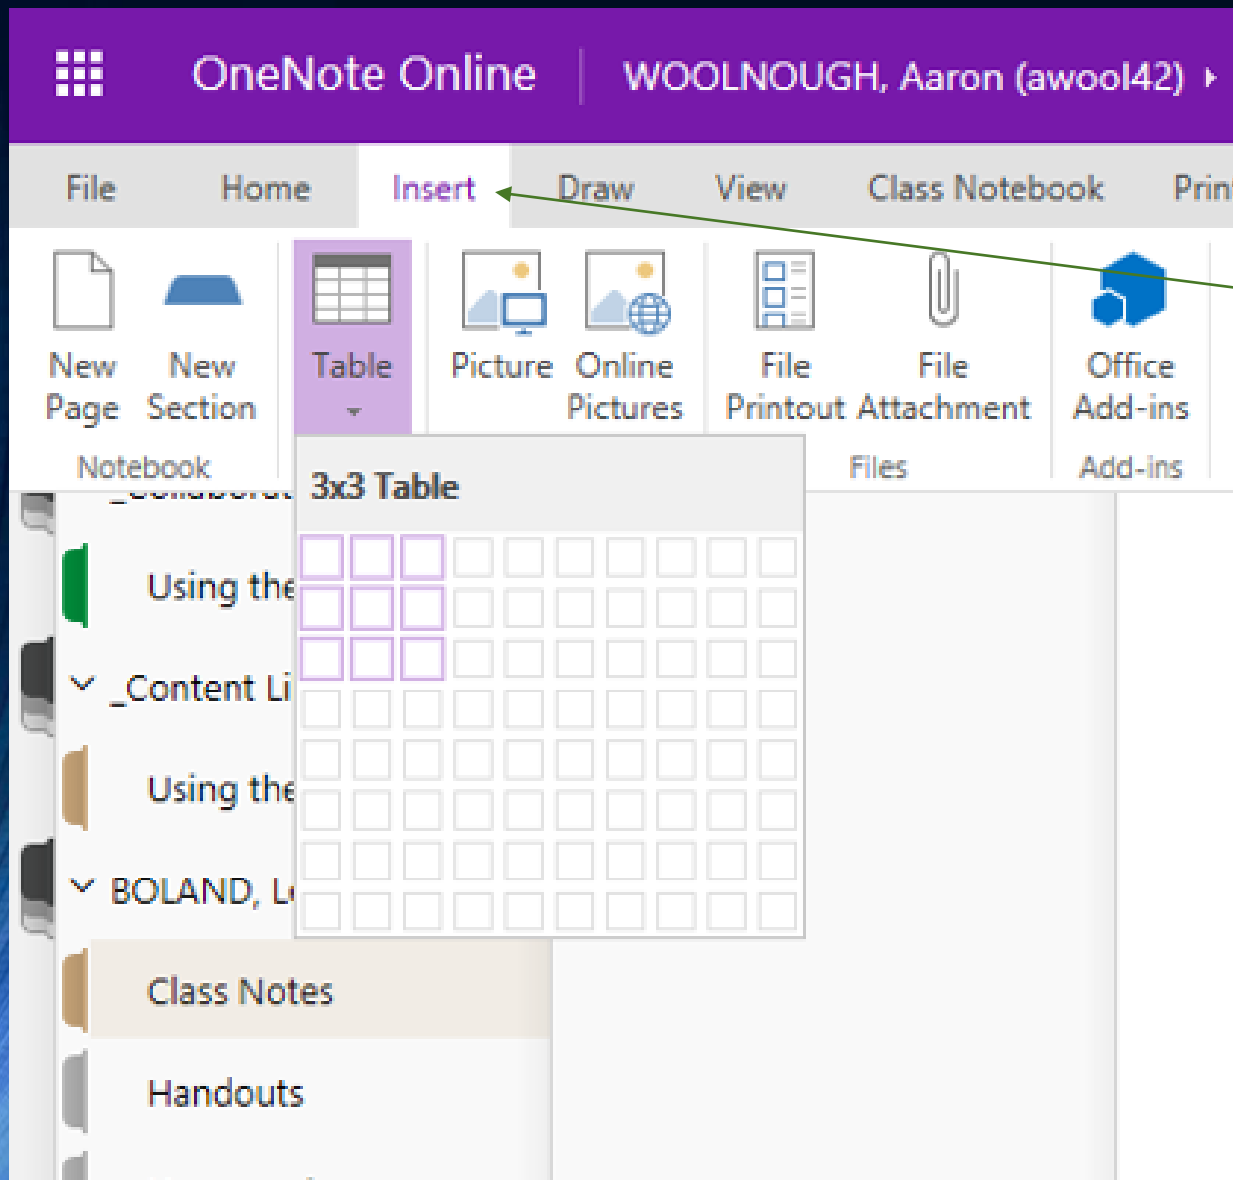 OneNote Online
WOOLNOUGH, Aaron (awool42)
File Home Insert Draw View Class Notebook
New Page
New Section
Table
Picture
Online Pictures
File Printout
File Attachment
Office Add-ins
Notebook
Files
Add-ins
3x3 Table
Using the
_Content Li
Using the
BOLAND, L
Class Notes
Handouts